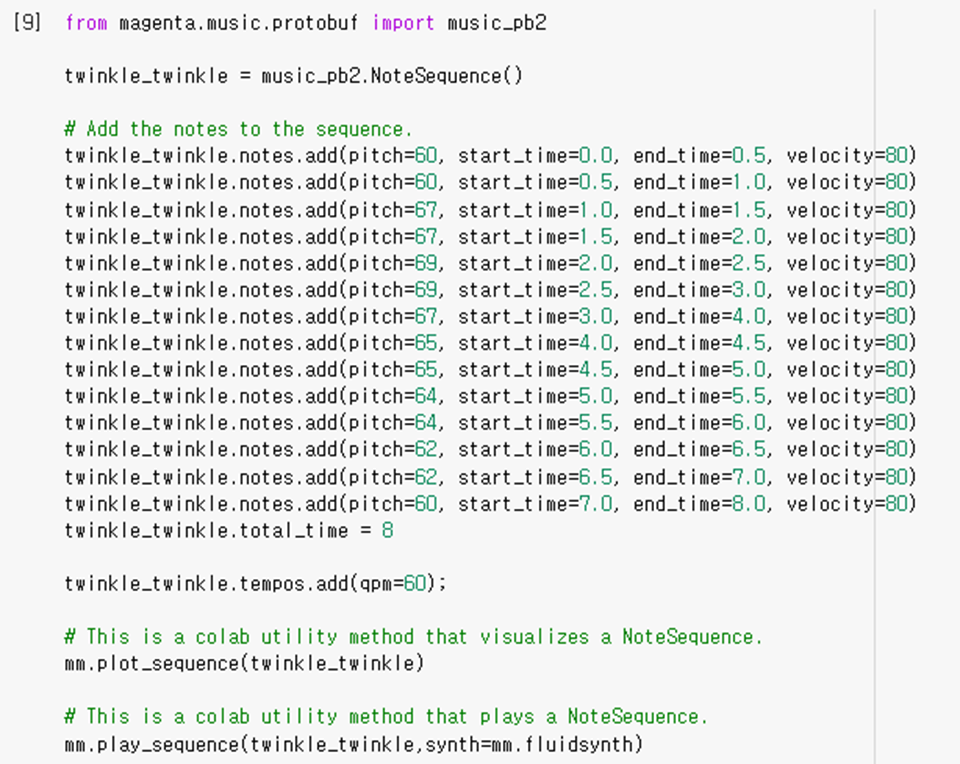 [9] from magenta.music.protobuf import music_pb2
twinkle_twinkle = music_pb2.NoteSequence()
# Add the notes to the sequence.
twinkle_twinkle.notes.add(pitch=60, start_time=0.0, end_time=0.5, velocity=80)
twinkle_twinkle.notes.add(pitch=60, start_time=0.5, end_time=1.0, velocity=80)
twinkle_twinkle.notes.add(pitch=67, start_time=1.0, end_time=1.5, velocity=80)
twinkle_twinkle.notes.add(pitch=67, start_time=1.5, end_time=2.0, velocity=80)
twinkle_twinkle.notes.add(pitch=69, start_time=2.0, end_time=2.5, velocity=80)
twinkle_twinkle.notes.add(pitch=69, start_time=2.5, end_time=3.0, velocity=80)
twinkle_twinkle.notes.add(pitch=67, start_time=3.0, end_time=4.0, velocity=80)
twinkle_twinkle.notes.add(pitch=65, start_time=4.0, end_time=4.5, velocity=80)
twinkle_twinkle.notes.add(pitch=65, start_time=4.5, end_time=5.0, velocity=80)
twinkle_twinkle.notes.add(pitch=64, start_time=5.0, end_time=5.5, velocity=80)
twinkle_twinkle.notes.add(pitch=64, start_time=5.5, end_time=6.0, velocity=80)
twinkle_twinkle.notes.add(pitch=62, start_time=6.0, end_time=6.5, velocity=80)
twinkle_twinkle.notes.add(pitch=62, start_time=6.5, end_time=7.0, velocity=80)
twinkle_twinkle.notes.add(pitch=60, start_time=7.0, end_time=8.0, velocity=80)
twinkle_twinkle.total_time = 8
twinkle_twinkle.tempos.add(qpm=60);
# This is a colab utility method that visualizes a NoteSequence.
mm.plot_sequence(twinkle_twinkle)
# This is a colab utility method that plays a NoteSequence.
mm.play_sequence(twinkle_twinkle,synth=mm.fluidsynth)